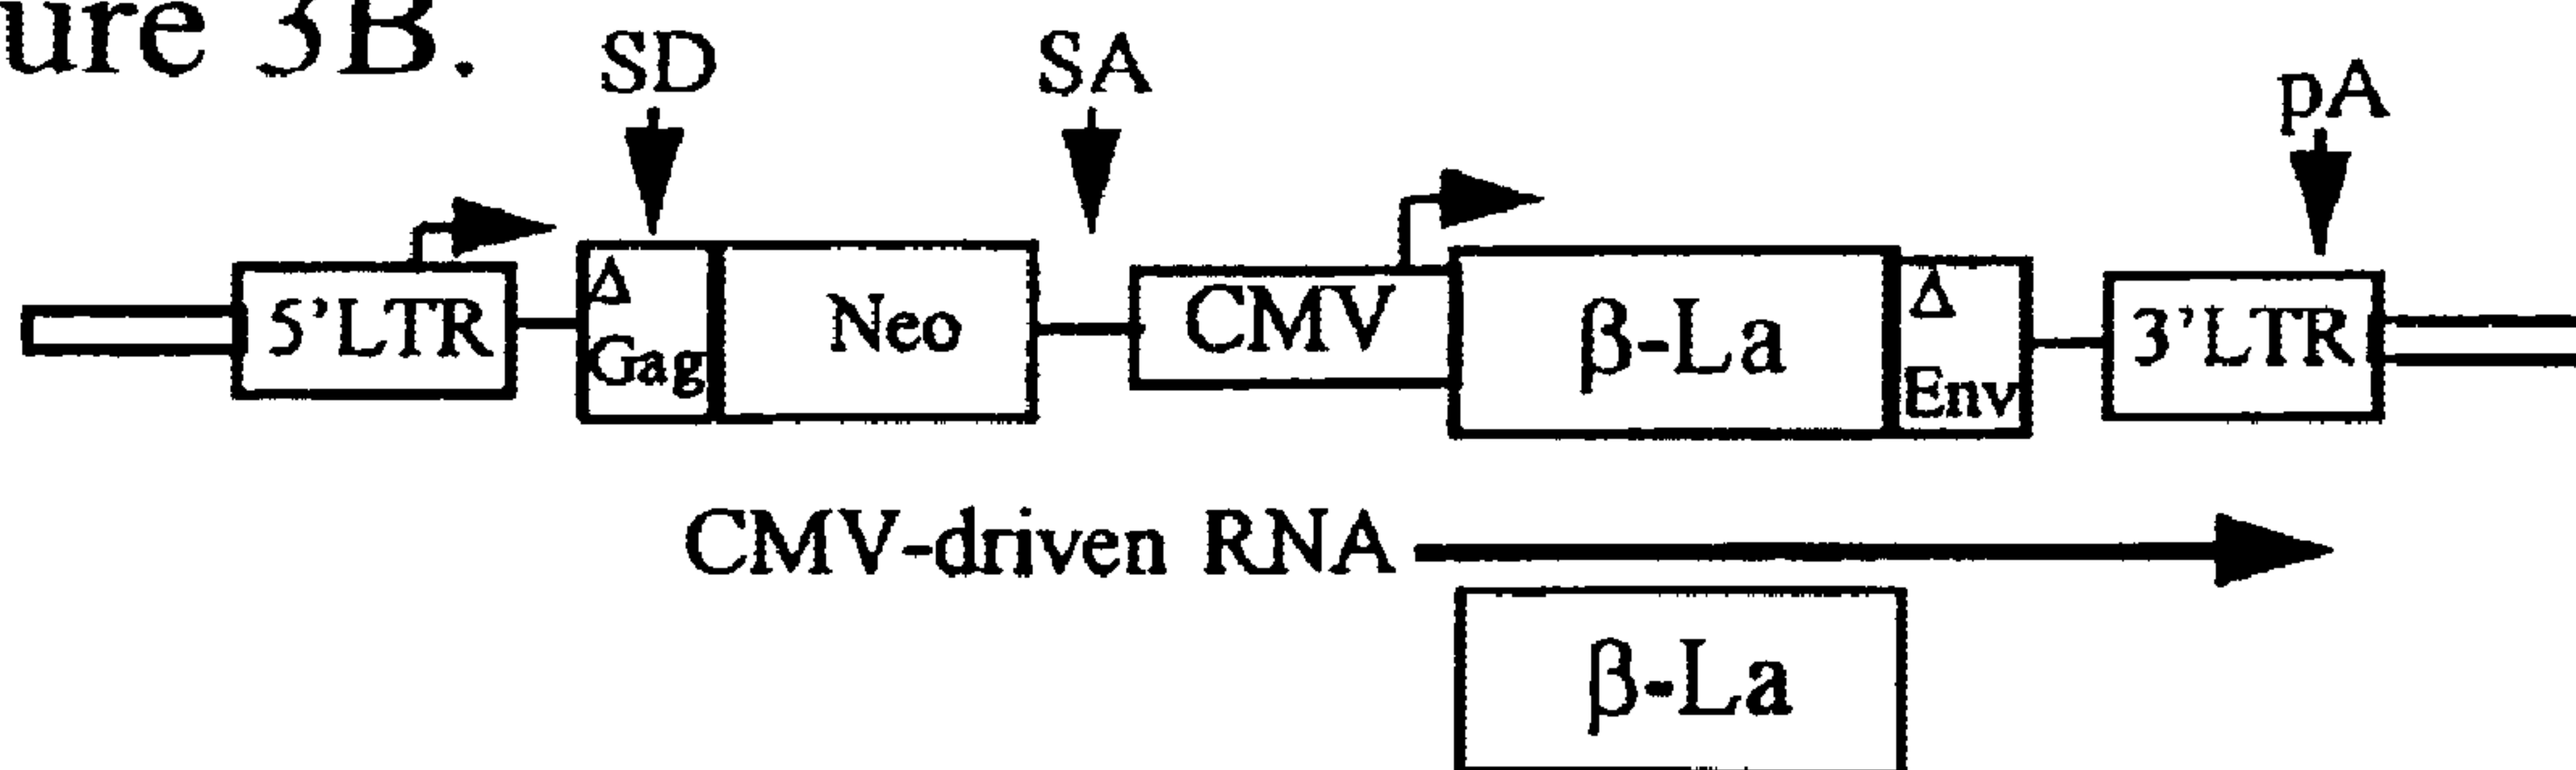 ure 3B.
SD
SA
pA
5'LTR
Δ
Gag
Neo
CMV
β-La
Δ
Env
3'LTR
CMV-driven RNA
β-La